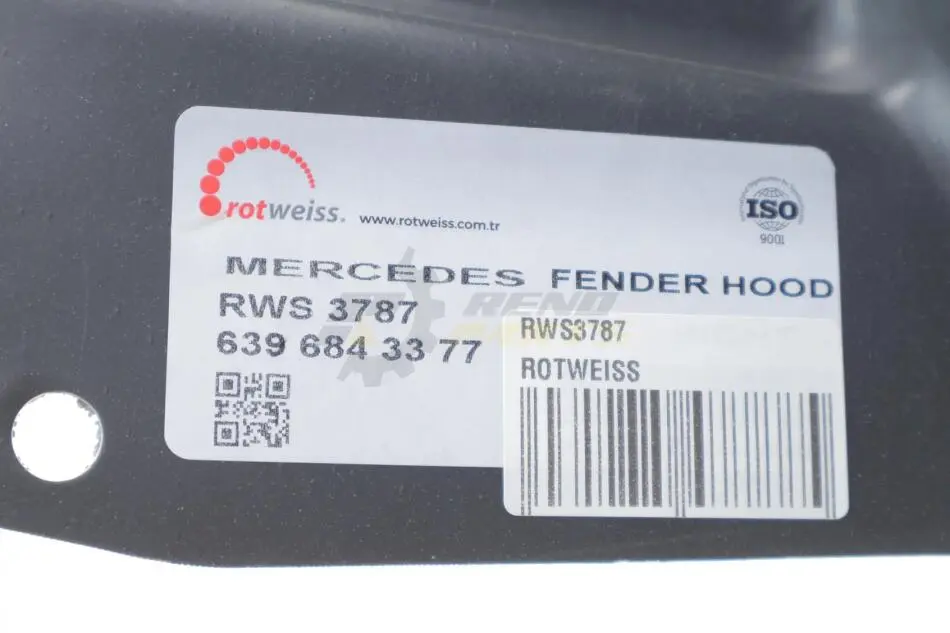 rotweiss.
www.rotweiss.com.tr
ISO
9001
MERCEDES FENDER HOOD
RWS 3787
639 684 33 77
RWS3787
ROTWEISS